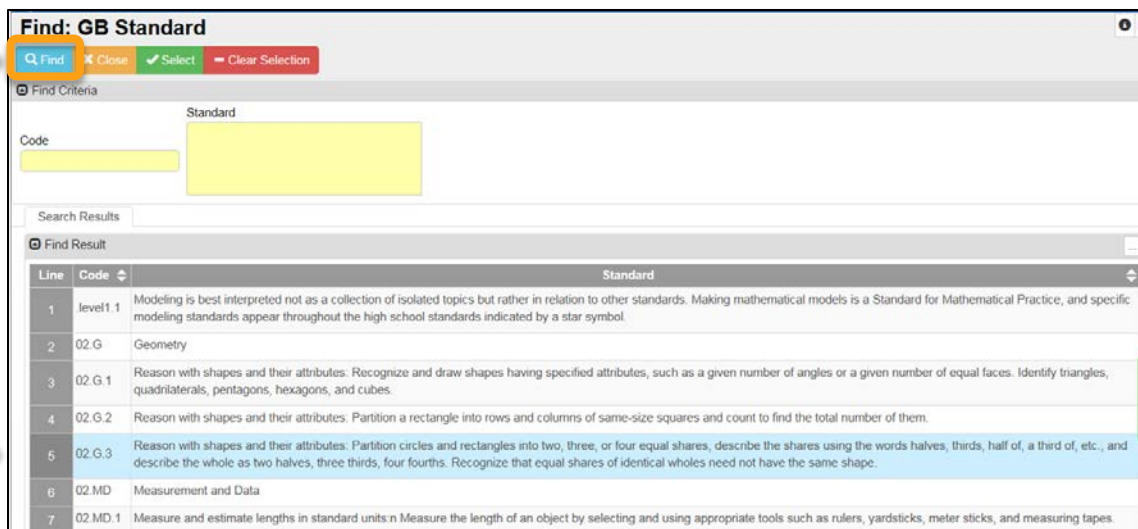 Find: GB Standard
Find Close Select Clear Selection
Find Criteria
Standard
Code
Search Results
Find Result
Line Code Standard
1 .level1.1 Modeling is best interpreted not as a collection of isolated topics but rather in relation to other standards. Making mathematical models is a Standard for Mathematical Practice, and specific
modeling standards appear throughout the high school standards indicated by a star symbol.
2 02.G Geometry
3 02.G.1 Reason with shapes and their attributes: Recognize and draw shapes having specified attributes, such as a given number of angles or a given number of equal faces. Identify triangles,
quadrilaterals, pentagons, hexagons, and cubes.
4 02.G.2 Reason with shapes and their attributes: Partition a rectangle into rows and columns of same-size squares and count to find the total number of them.
5 02.G.3 Reason with shapes and their attributes: Partition circles and rectangles into two, three, or four equal shares, describe the shares using the words halves, thirds, half of, a third of, etc., and
describe the whole as two halves, three thirds, four fourths. Recognize that equal shares of identical wholes need not have the same shape.
6 02.MD Measurement and Data
7 02.MD.1 Measure and estimate lengths in standard units:n Measure the length of an object by selecting and using appropriate tools such as rulers, yardsticks, meter sticks, and measuring tapes.